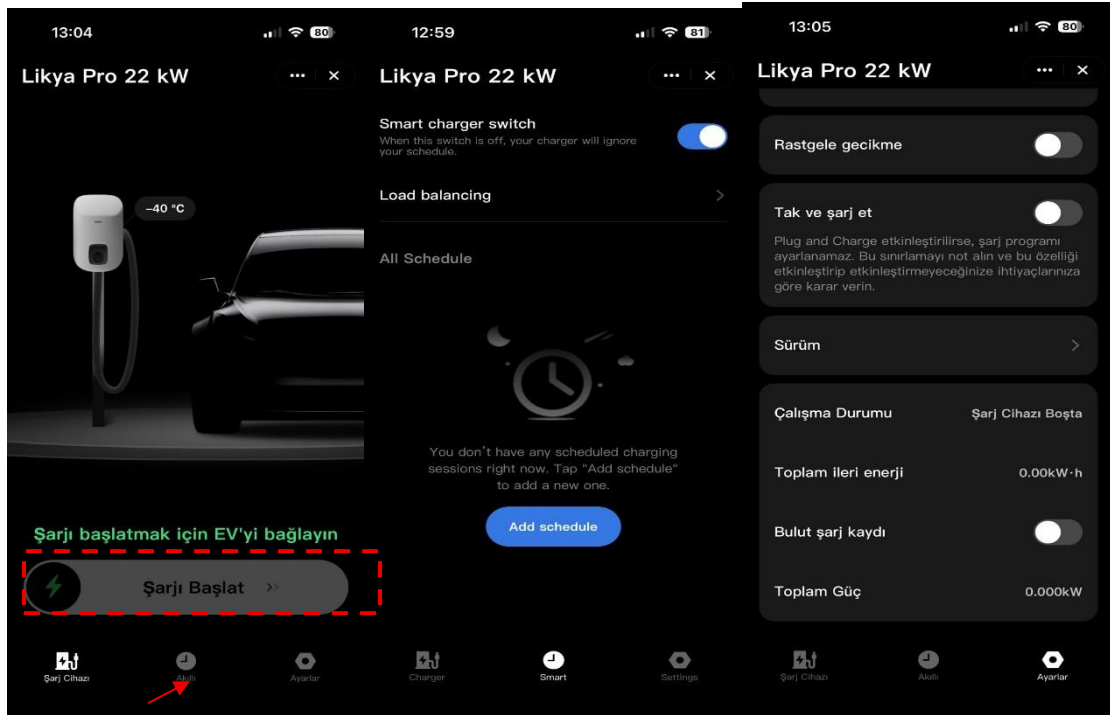 13:04
80
Likya Pro 22 kW
–40 °C
Şarjı başlatmak için EV'yi bağlayın
Şarjı Başlat
Şarj Cihazı
Akıllı
Ayarlar
12:59
81
Likya Pro 22 kW
Smart charger switch
When this switch is off, your charger will ignore
your schedule.
Load balancing
All Schedule
You don't have any scheduled charging
sessions right now. Tap "Add schedule"
to add a new one.
Add schedule
Charger
Smart
Settings
13:05
80
Likya Pro 22 kW
Rastgele gecikme
Tak ve şarj et
Plug and Charge etkinleştirilirse, şarj programı
ayarlanamaz. Bu sınırlamayı not alın ve bu özelliği
etkinleştirip etkinleştirmeyeceğinize ihtiyaçlarınıza
göre karar verin.
Sürüm
Çalışma Durumu
Şarj Cihazı Boşta
Toplam ileri enerji
0.00kW·h
Bulut şarj kaydı
Toplam Güç
0.000kW
Şarj Cihazı
Akıllı
Ayarlar